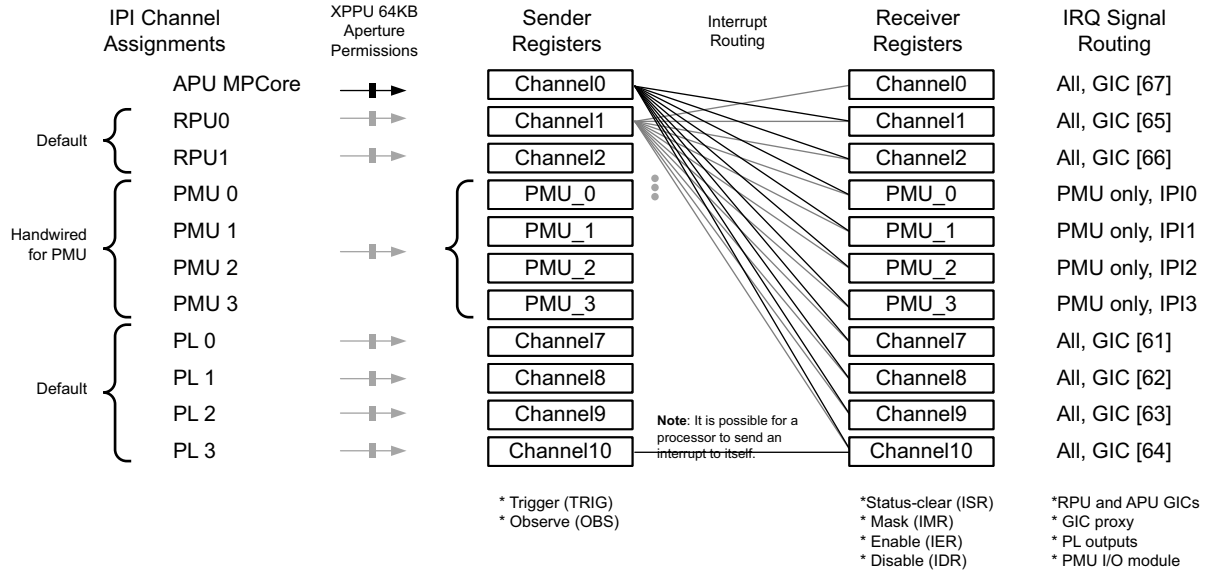 IPI Channel
Assignments
XPPU 64KB
Aperture
Permissions
Sender
Registers
Interrupt
Routing
Receiver
Registers
IRQ Signal
Routing
APU MPCore
Channel0
Channel0
All, GIC [67]
Default
RPU0
Channel1
Channel1
All, GIC [65]
RPU1
Channel2
Channel2
All, GIC [66]
Handwired
for PMU
PMU 0
PMU_0
PMU_0
PMU only, IPI0
PMU 1
PMU_1
PMU_1
PMU only, IPI1
PMU 2
PMU_2
PMU_2
PMU only, IPI2
PMU 3
PMU_3
PMU_3
PMU only, IPI3
Default
PL 0
Channel7
Channel7
All, GIC [61]
PL 1
Channel8
Channel8
All, GIC [62]
PL 2
Channel9
Channel9
All, GIC [63]
PL 3
Channel10
Channel10
All, GIC [64]
Note: It is possible for a
processor to send an
interrupt to itself.
* Trigger (TRIG)
* Observe (OBS)
*Status-clear (ISR)
* Mask (IMR)
* Enable (IER)
* Disable (IDR)
*RPU and APU GICs
* GIC proxy
* PL outputs
* PMU I/O module